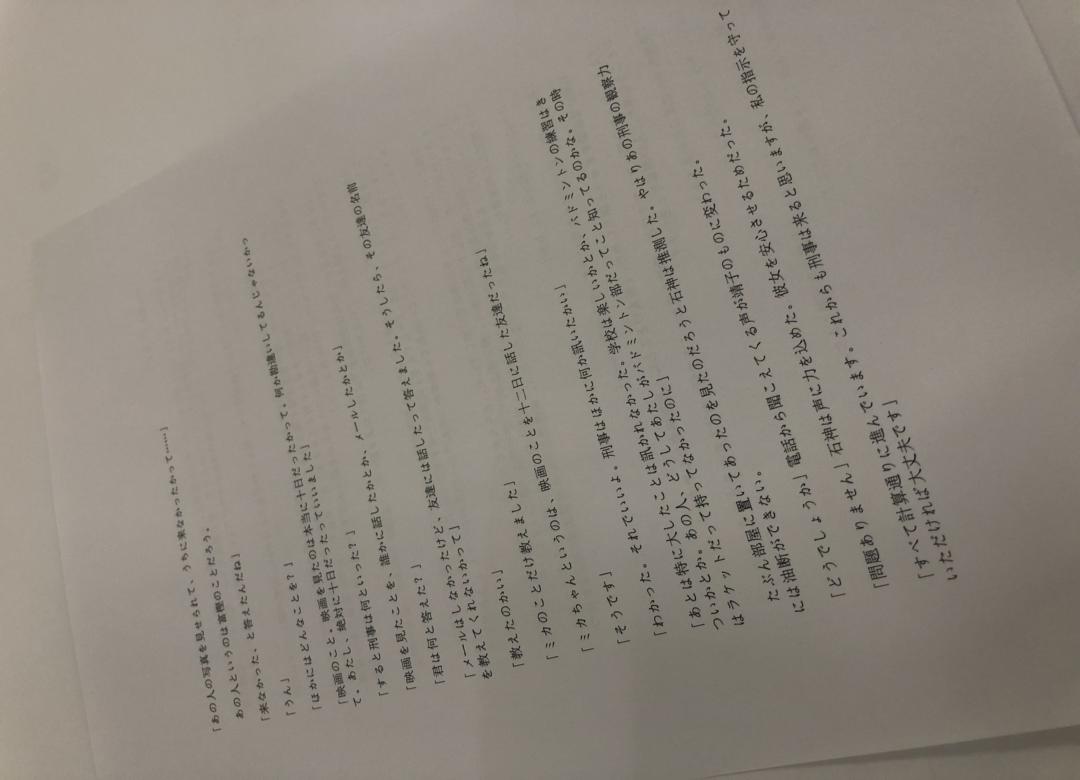 「あの人の写真を見せられて、うちに来なかったかって……」
あの人というのは富樫のことだろう。
「来なかった、と答えたんだね」
「うん」
「ほかにはどんなことを？」
「映画のこと。映画を見たのは本当に十日だったかって。何か勘違いしてるんじゃないかっ
て。あたし、絶対に十日だったっていいました」
「すると刑事は何といった？」
「映画を見たことを、誰かに話したかとか、メールしたかとか」
「君は何と答えた？」
「メールはしなかったけど、友達には話したって答えました。そうしたら、その友達の名前
を教えてくれないかって」
「教えたのかい」
「ミカのことだけ教えました」
「ミカちゃんというのは、映画のことを十二日に話した友達だったね」
「そうです」
「わかった。それでいいよ。刑事はほかに何か訊いたかい」
「あとは特に大したことは訊かれなかった。学校は楽しいかとか、バドミントンの練習はき
ついかとか。あの人、どうしてあたしがバドミントン部だってこと知ってるのかな。その時
はラケットだって持ってなかったのに」
たぶん部屋に置いてあったのを見たのだろうと石神は推測した。やはりあの刑事の観察力
には油断ができない。
「どうでしょうか」電話から聞こえてくる声が靖子のものに変わった。
「問題ありません」石神は声に力を込めた。彼女を安心させるためだった。
「すべて計算通りに進んでいます。これからも刑事は来ると思いますが、私の指示を守って
いただければ大丈夫です」